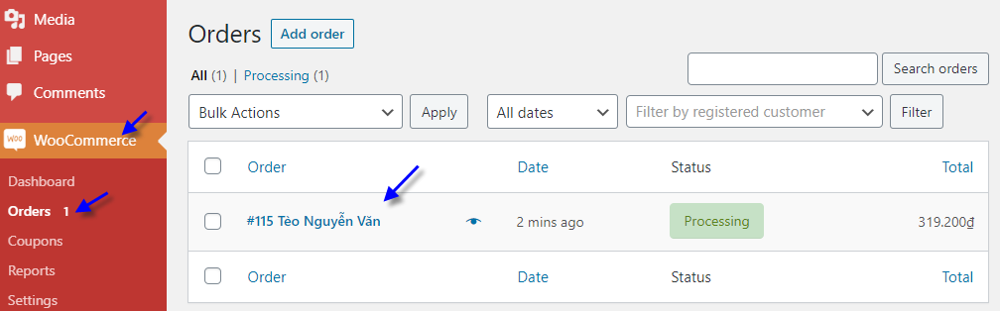 Media
Pages
Comments
Woo WooCommerce
Dashboard
Orders 1
Coupons
Reports
Settings
Orders Add order
All (1) | Processing (1)
Search orders
Bulk Actions Apply All dates Filter by registered customer Filter
Order Date Status Total
#115 Tèo Nguyễn Văn 2 mins ago Processing 319.200₫
Order Date Status Total